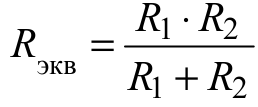 R_экв = (R_1 · R_2) / (R_1 + R_2)